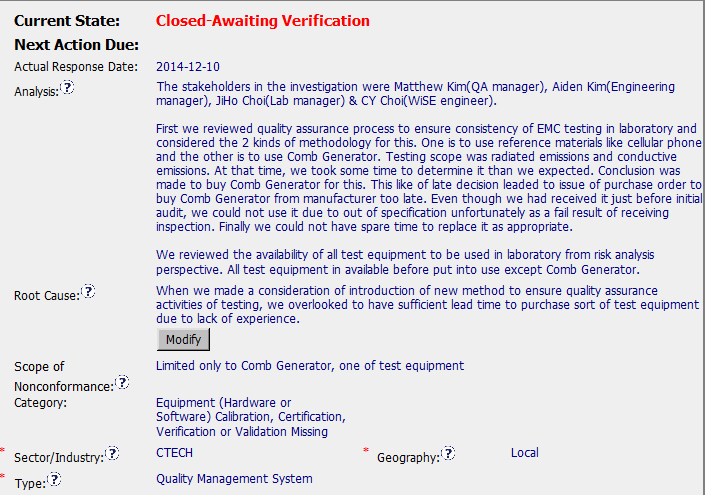 Current State: Closed-Awaiting Verification
Next Action Due:
Actual Response Date: 2014-12-10
Analysis:? The stakeholders in the investigation were Matthew Kim(QA manager), Aiden Kim(Engineering
manager), JiHo Choi(Lab manager) & CY Choi(WiSE engineer).
First we reviewed quality assurance process to ensure consistency of EMC testing in laboratory and
considered the 2 kinds of methodology for this. One is to use reference materials like cellular phone
and the other is to use Comb Generator. Testing scope was radiated emissions and conductive
emissions. At that time, we took some time to determine it than we expected. Conclusion was
made to buy Comb Generator for this. This like of late decision leaded to issue of purchase order to
buy Comb Generator from manufacturer too late. Even though we had received it just before initial
audit, we could not use it due to out of specification unfortunately as a fail result of receiving
inspection. Finally we could not have spare time to replace it as appropriate.
We reviewed the availability of all test equipment to be used in laboratory from risk analysis
perspective. All test equipment in available before put into use except Comb Generator.
Root Cause:? When we made a consideration of introduction of new method to ensure quality assurance
activities of testing, we overlooked to have sufficient lead time to purchase sort of test equipment
due to lack of experience.
Modify
Scope of Limited only to Comb Generator, one of test equipment
Nonconformance:?
Category: Equipment (Hardware or
Software) Calibration, Certification,
Verification or Validation Missing
* Sector/Industry:? CTECH * Geography:? Local
* Type:? Quality Management System